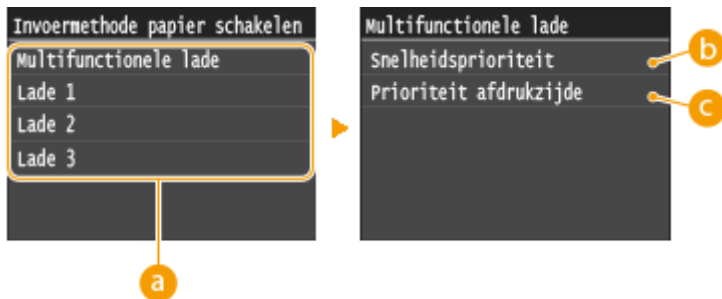 Invoermethode papier schakelen
Multifunctionele lade
Lade 1
Lade 2
Lade 3
a
Multifunctionele lade
Snelheidsprioriteit
b
Prioriteit afdrukzijde
c